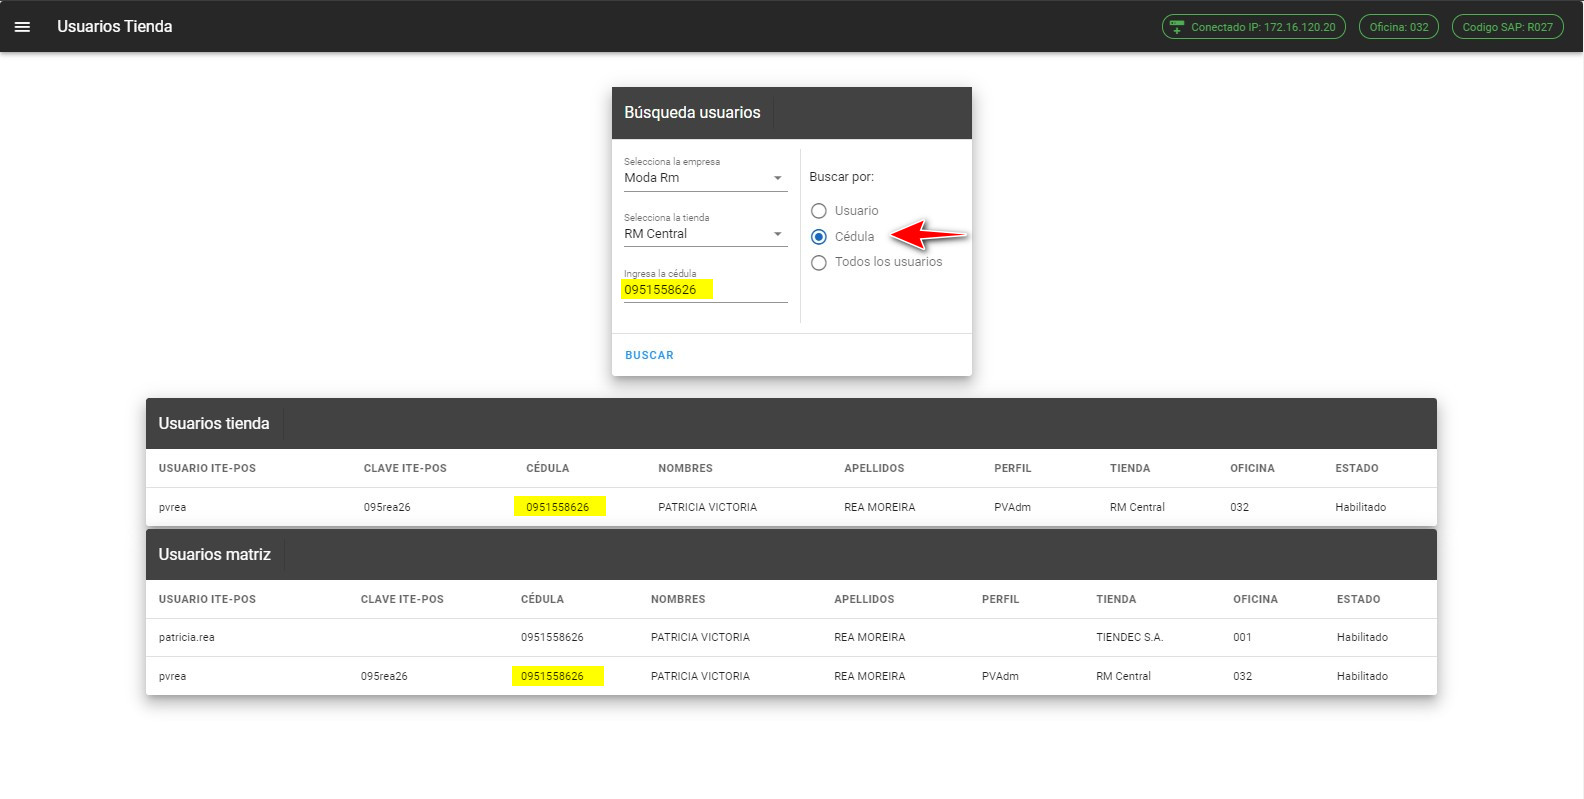 Usuarios Tienda
Conectado IP: 172.16.120.20
Oficina: 032
Codigo SAP: R027
Búsqueda usuarios
Selecciona la empresa
Moda Rm
Selecciona la tienda
RM Central
Ingresa la cédula
0951558626
Buscar por:
Usuario
Cédula
Todos los usuarios
BUSCAR
Usuarios tienda
USUARIO ITE-POS CLAVE ITE-POS CÉDULA NOMBRES APELLIDOS PERFIL TIENDA OFICINA ESTADO
pvrea 095rea26 0951558626 PATRICIA VICTORIA REA MOREIRA PVAdm RM Central 032 Habilitado
Usuarios matriz
USUARIO ITE-POS CLAVE ITE-POS CÉDULA NOMBRES APELLIDOS PERFIL TIENDA OFICINA ESTADO
patricia.rea 0951558626 PATRICIA VICTORIA REA MOREIRA TIENDEC S.A. 001 Habilitado
pvrea 095rea26 0951558626 PATRICIA VICTORIA REA MOREIRA PVAdm RM Central 032 Habilitado